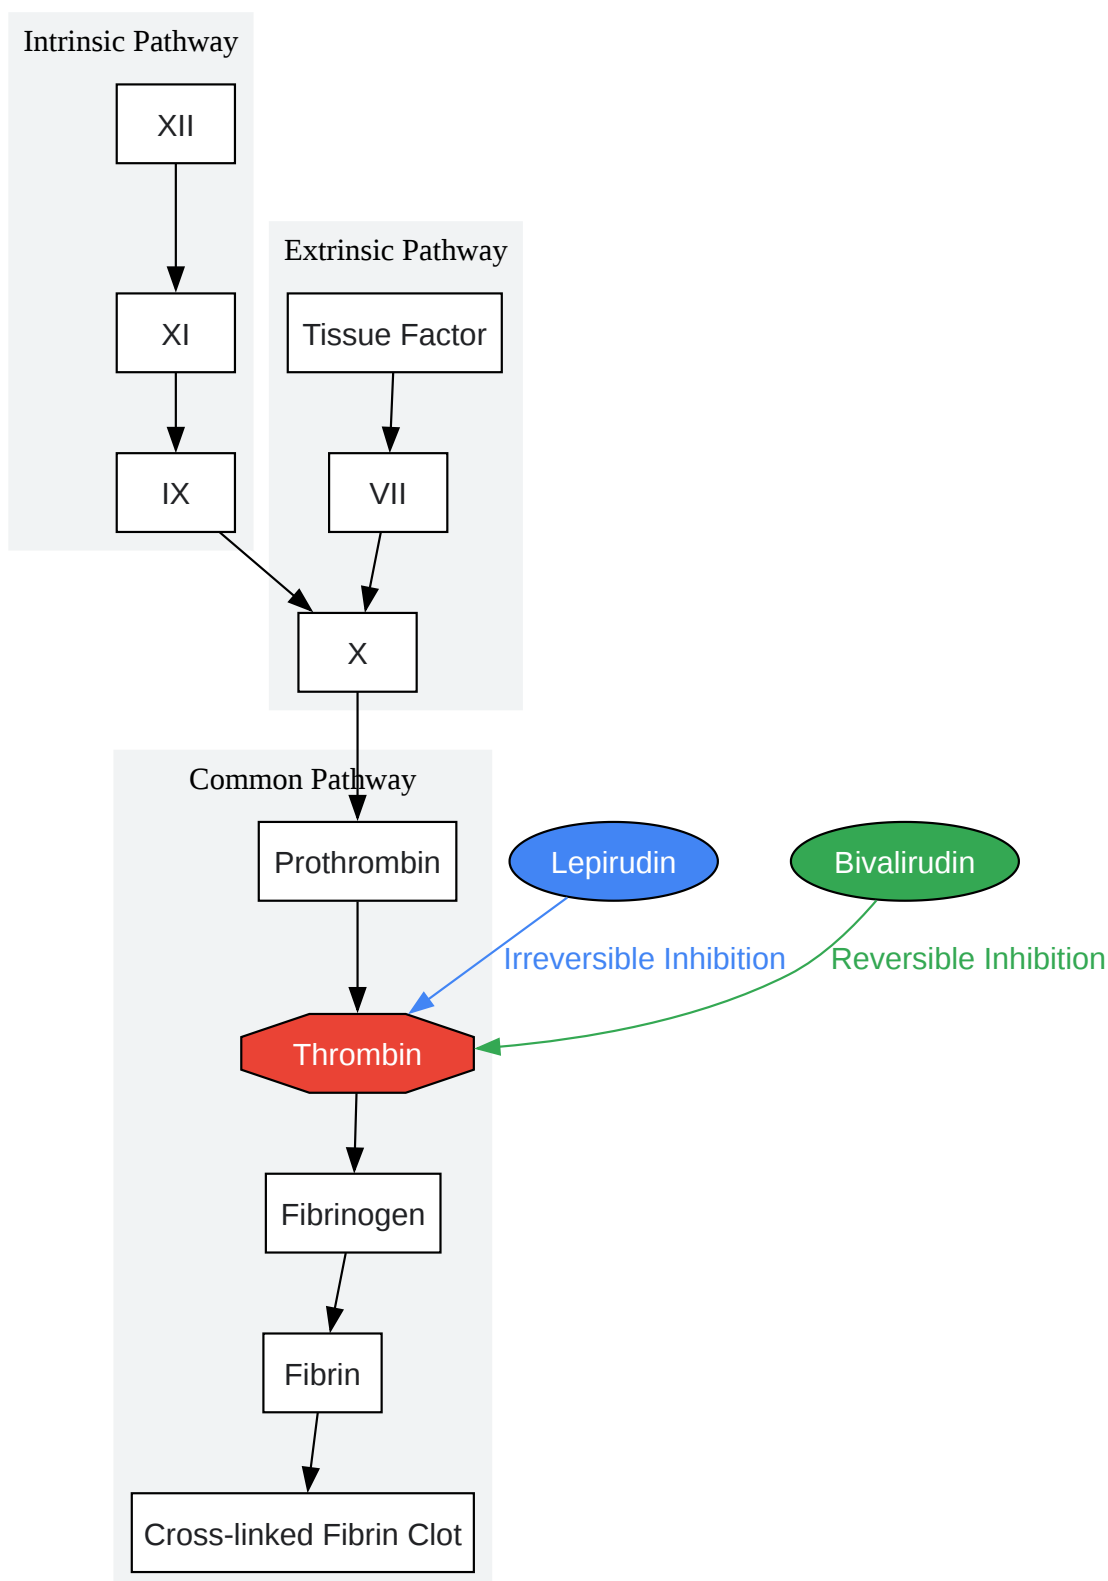 Intrinsic Pathway
XII
Extrinsic Pathway
XI
Tissue Factor
IX
VII
X
Common Pathway
Prothrombin
Lepirudin
Bivalirudin
Irreversible Inhibition
Reversible Inhibition
Thrombin
Fibrinogen
Fibrin
Cross-linked Fibrin Clot